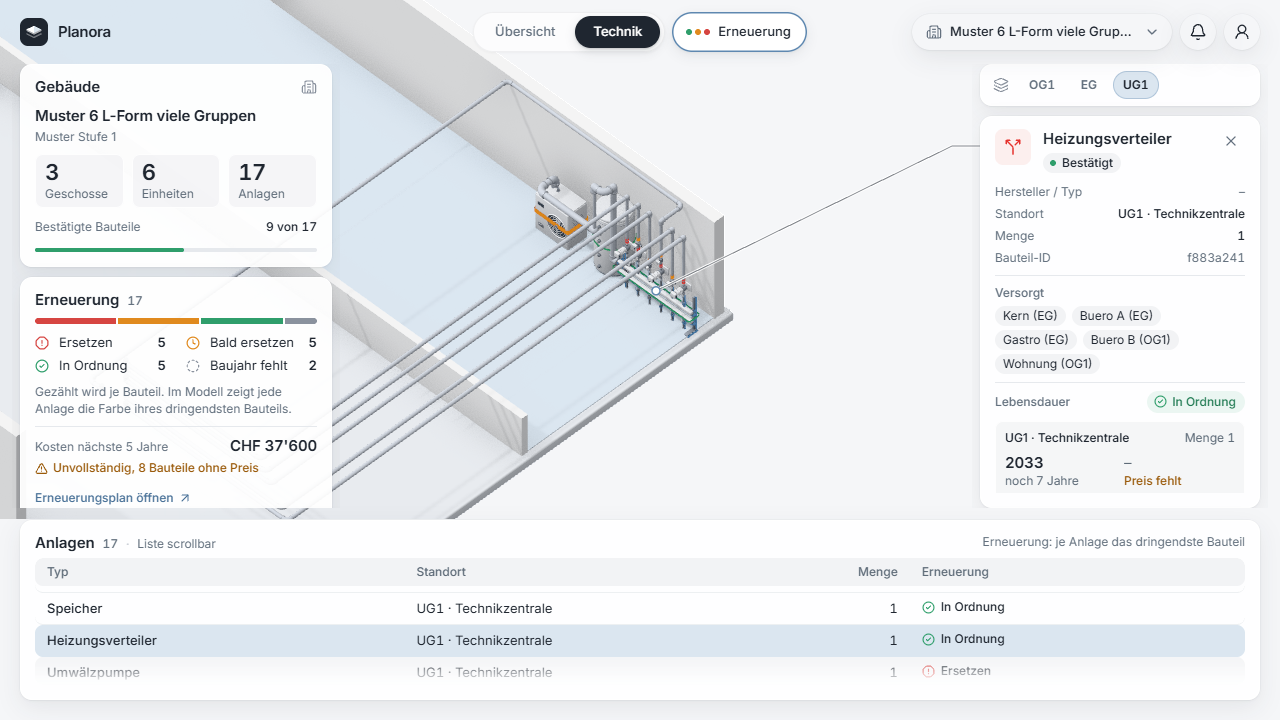 Planora
Übersicht
Technik
Erneuerung
Muster 6 L-Form viele Grup...
Gebäude
Muster 6 L-Form viele Gruppen
Muster Stufe 1
3 6 17
Geschosse Einheiten Anlagen
Bestätigte Bauteile 9 von 17
Erneuerung 17
Ersetzen 5 Bald ersetzen 5
In Ordnung 5 Baujahr fehlt 2
Gezählt wird je Bauteil. Im Modell zeigt jede
Anlage die Farbe ihres dringendsten Bauteils.
Kosten nächste 5 Jahre CHF 37'600
Unvollständig, 8 Bauteile ohne Preis
Erneuerungsplan öffnen
OG1 EG UG1
Heizungsverteiler
Bestätigt
Hersteller / Typ –
Standort UG1 · Technikzentrale
Menge 1
Bauteil-ID f883a241
Versorgt
Kern (EG) Buero A (EG)
Gastro (EG) Buero B (OG1)
Wohnung (OG1)
Lebensdauer In Ordnung
UG1 · Technikzentrale Menge 1
2033 –
noch 7 Jahre Preis fehlt
Anlagen 17 · Liste scrollbar
Erneuerung: je Anlage das dringendste Bauteil
Typ Standort Menge Erneuerung
Speicher UG1 · Technikzentrale 1 In Ordnung
Heizungsverteiler UG1 · Technikzentrale 1 In Ordnung
Umwälzpumpe UG1 · Technikzentrale 1 Ersetzen